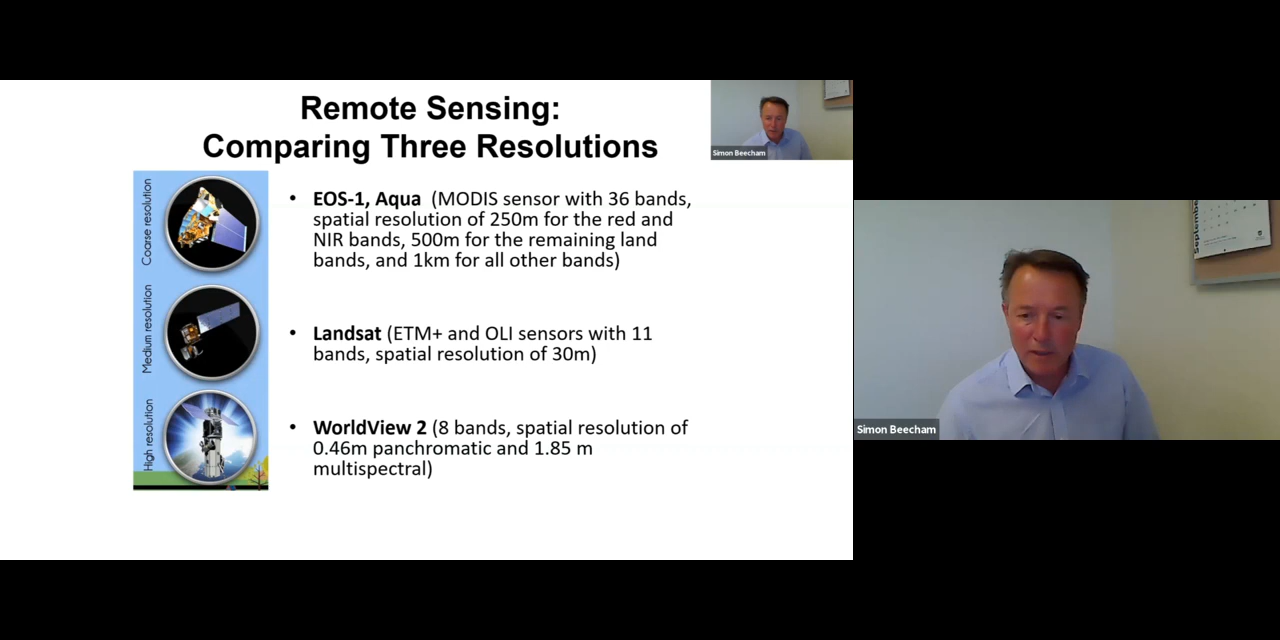 Remote Sensing:
Comparing Three Resolutions
Simon Beecham
Coarse resolution
• EOS-1, Aqua (MODIS sensor with 36 bands,
spatial resolution of 250m for the red and
NIR bands, 500m for the remaining land
bands, and 1km for all other bands)
Medium resolution
• Landsat (ETM+ and OLI sensors with 11
bands, spatial resolution of 30m)
High resolution
• WorldView 2 (8 bands, spatial resolution of
0.46m panchromatic and 1.85 m
multispectral)
Simon Beecham